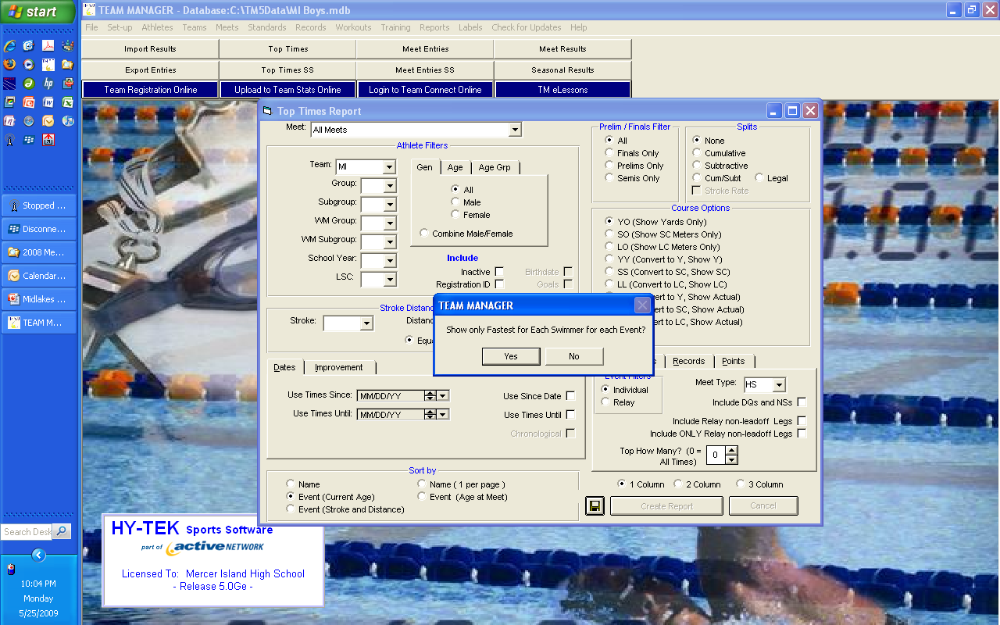 start
TEAM MANAGER - Database:C:\TM5Data\MI Boys.mdb
File Set-up Athletes Teams Meets Standards Records Workouts Training Reports Labels Check for Updates Help
Import Results Top Times Meet Entries Meet Results
Export Entries Top Times SS Meet Entries SS Seasonal Results
Team Registration Online Upload to Team Stats Online Login to Team Connect Online TM eLessons
Top Times Report
Meet: All Meets
Athlete Filters
Team: MI
Group:
Subgroup:
WM Group:
WM Subgroup:
School Year:
LSC:
Gen Age Age Grp
All
Male
Female
Combine Male/Female
Include
Inactive Birthdate
Registration ID Goals
Prelim / Finals Filter
All
Finals Only
Prelims Only
Semis Only
Splits
None
Cumulative
Subtractive
Cum/Subt Legal
Stroke Rate
Course Options
YO (Show Yards Only)
SO (Show SC Meters Only)
LO (Show LC Meters Only)
YY (Convert to Y, Show Y)
SS (Convert to SC, Show SC)
LL (Convert to LC, Show LC)
vert to Y, Show Actual)
vert to SC, Show Actual)
vert to LC, Show Actual)
Stroke Distanc
Stroke: Distan
Equa
TEAM MANAGER
Show only Fastest for Each Swimmer for each Event?
Yes No
Dates Improvement
Use Times Since: MM/DD/YY Use Since Date
Use Times Until: MM/DD/YY Use Times Until
Chronological
Records Points
Event Filters
Individual
Relay
Meet Type: HS
Include DQs and NSs
Include Relay non-leadoff Legs
Include ONLY Relay non-leadoff Legs
Top How Many? (0 =
All Times) 0
Sort by
Name Name ( 1 per page )
Event (Current Age) Event (Age at Meet)
Event (Stroke and Distance)
1 Column 2 Column 3 Column
Create Report Cancel
Stopped ...
Disconne...
2008 Me...
Calendar...
Midlakes ...
TEAM M...
Search Desk
10:04 PM
Monday
5/25/2009
HY-TEK Sports Software
part of active NETWORK
Licensed To: Mercer Island High School
- Release 5.0Ge -